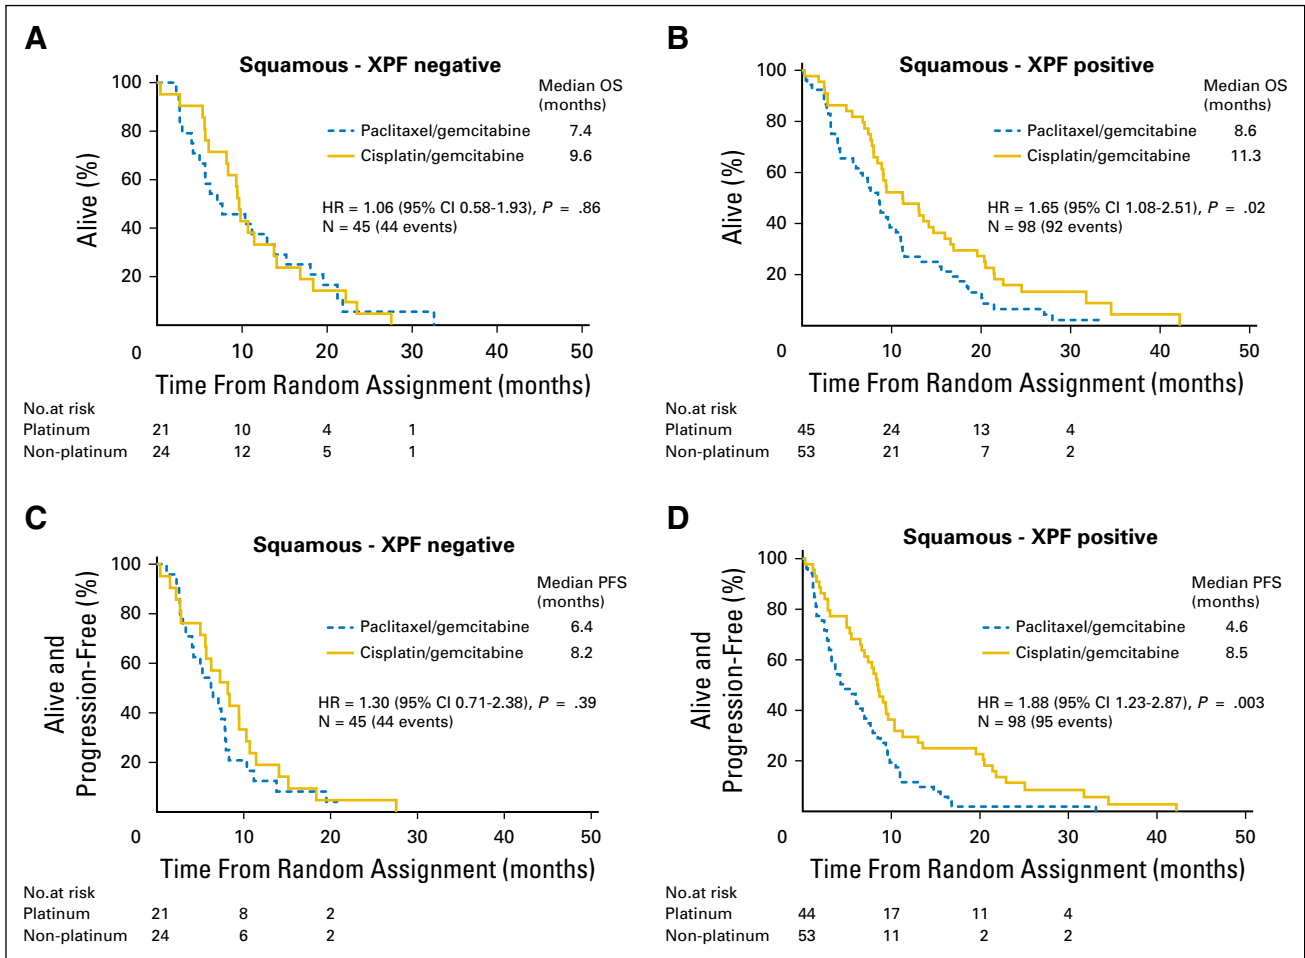 A
Squamous - XPF negative
Median OS
(months)
Paclitaxel/gemcitabine 7.4
Cisplatin/gemcitabine 9.6
HR = 1.06 (95% CI 0.58-1.93), P = .86
N = 45 (44 events)
Alive (%)
100
80
60
40
20
0 10 20 30 40 50
Time From Random Assignment (months)
No.at risk
Platinum 21 10 4 1
Non-platinum 24 12 5 1
B
Squamous - XPF positive
Median OS
(months)
Paclitaxel/gemcitabine 8.6
Cisplatin/gemcitabine 11.3
HR = 1.65 (95% CI 1.08-2.51), P = .02
N = 98 (92 events)
Alive (%)
100
80
60
40
20
0 10 20 30 40 50
Time From Random Assignment (months)
No.at risk
Platinum 45 24 13 4
Non-platinum 53 21 7 2
C
Squamous - XPF negative
Median PFS
(months)
Paclitaxel/gemcitabine 6.4
Cisplatin/gemcitabine 8.2
HR = 1.30 (95% CI 0.71-2.38), P = .39
N = 45 (44 events)
Alive and
Progression-Free (%)
100
80
60
40
20
0 10 20 30 40 50
Time From Random Assignment (months)
No.at risk
Platinum 21 8 2
Non-platinum 24 6 2
D
Squamous - XPF positive
Median PFS
(months)
Paclitaxel/gemcitabine 4.6
Cisplatin/gemcitabine 8.5
HR = 1.88 (95% CI 1.23-2.87), P = .003
N = 98 (95 events)
Alive and
Progression-Free (%)
100
80
60
40
20
0 10 20 30 40 50
Time From Random Assignment (months)
No.at risk
Platinum 44 17 11 4
Non-platinum 53 11 2 2